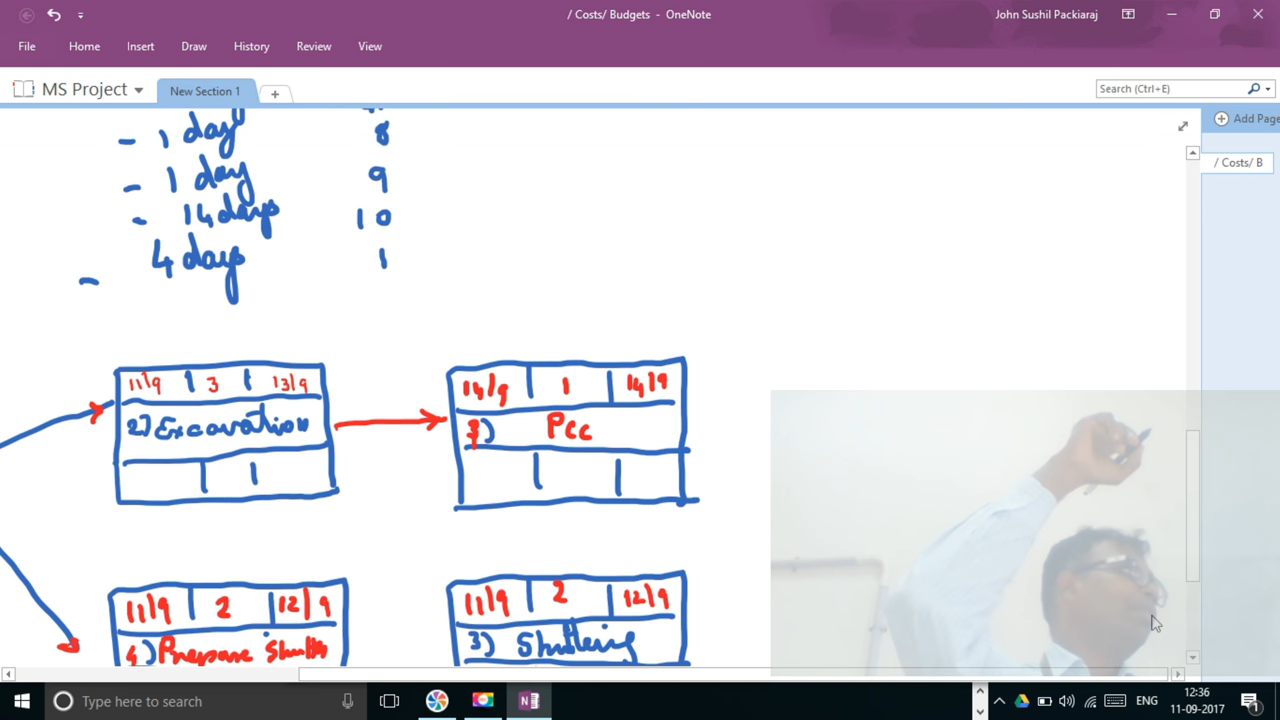 / Costs/ Budgets - OneNote
John Sushil Packiaraj
File Home Insert Draw History Review View
MS Project
New Section 1
Search (Ctrl+E)
Add Page
/ Costs/ B
- 1 day 8
- 1 day 9
- 14 days 10
- 4 days 1
11/9 3 13/9
2) Excavation
14/9 1 14/9
Pcc
11/9 2 12/9
4) Prepare Shutt
11/9 2 12/9
3) Shuttering
Type here to search
ENG
12:36
11-09-2017
1